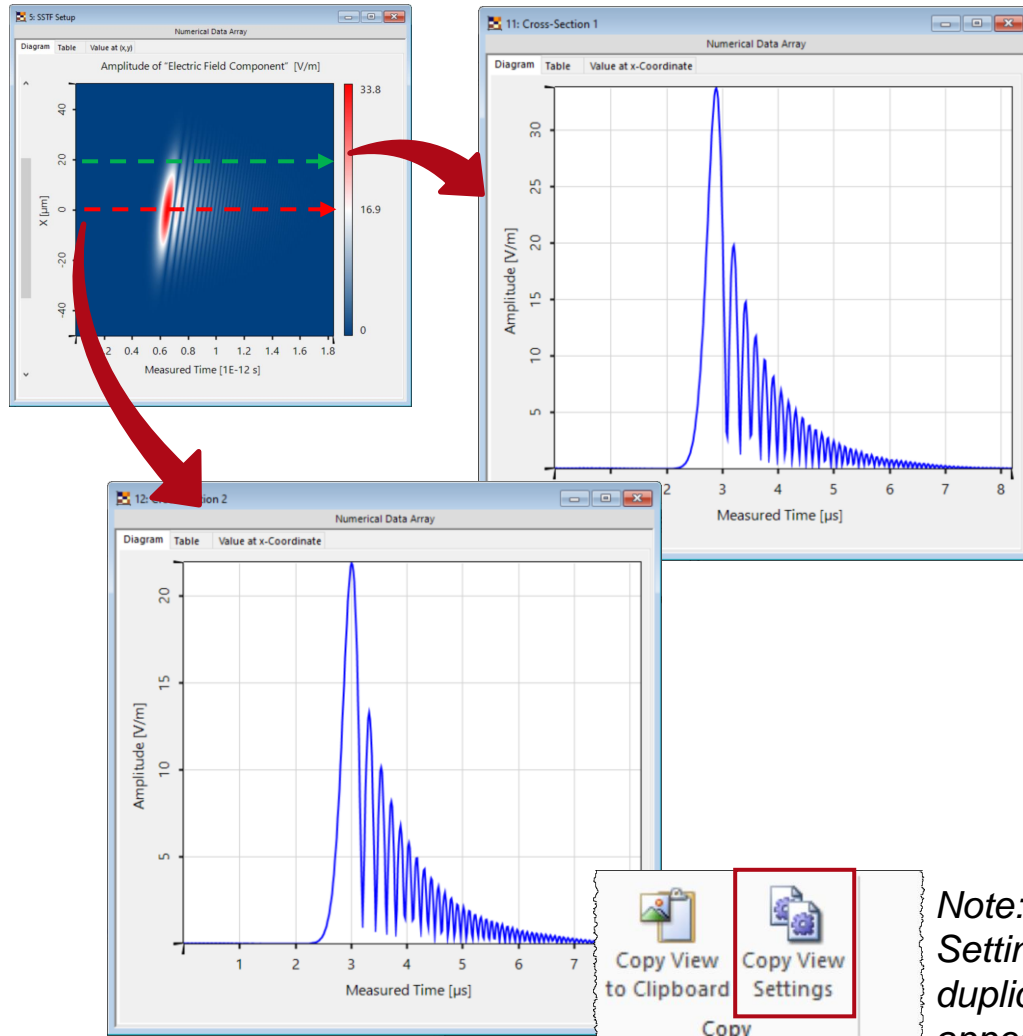 5: SSTF Setup
Numerical Data Array
Diagram Table Value at (x,y)
Amplitude of "Electric Field Component" [V/m]
33.8
16.9
0
X [µm]
40
20
0
-20
-40
0.4 0.6 0.8 1 1.2 1.4 1.6 1.8
Measured Time [1E-12 s]
11: Cross-Section 1
Numerical Data Array
Diagram Table Value at x-Coordinate
Amplitude [V/m]
30
25
20
15
10
5
2 3 4 5 6 7 8
Measured Time [µs]
12: 2
Numerical Data Array
Diagram Table Value at x-Coordinate
Amplitude [V/m]
20
15
10
5
1 2 3 4 5 6 7
Measured Time [µs]
Copy View
to Clipboard
Copy View
Settings
Copy
Note: